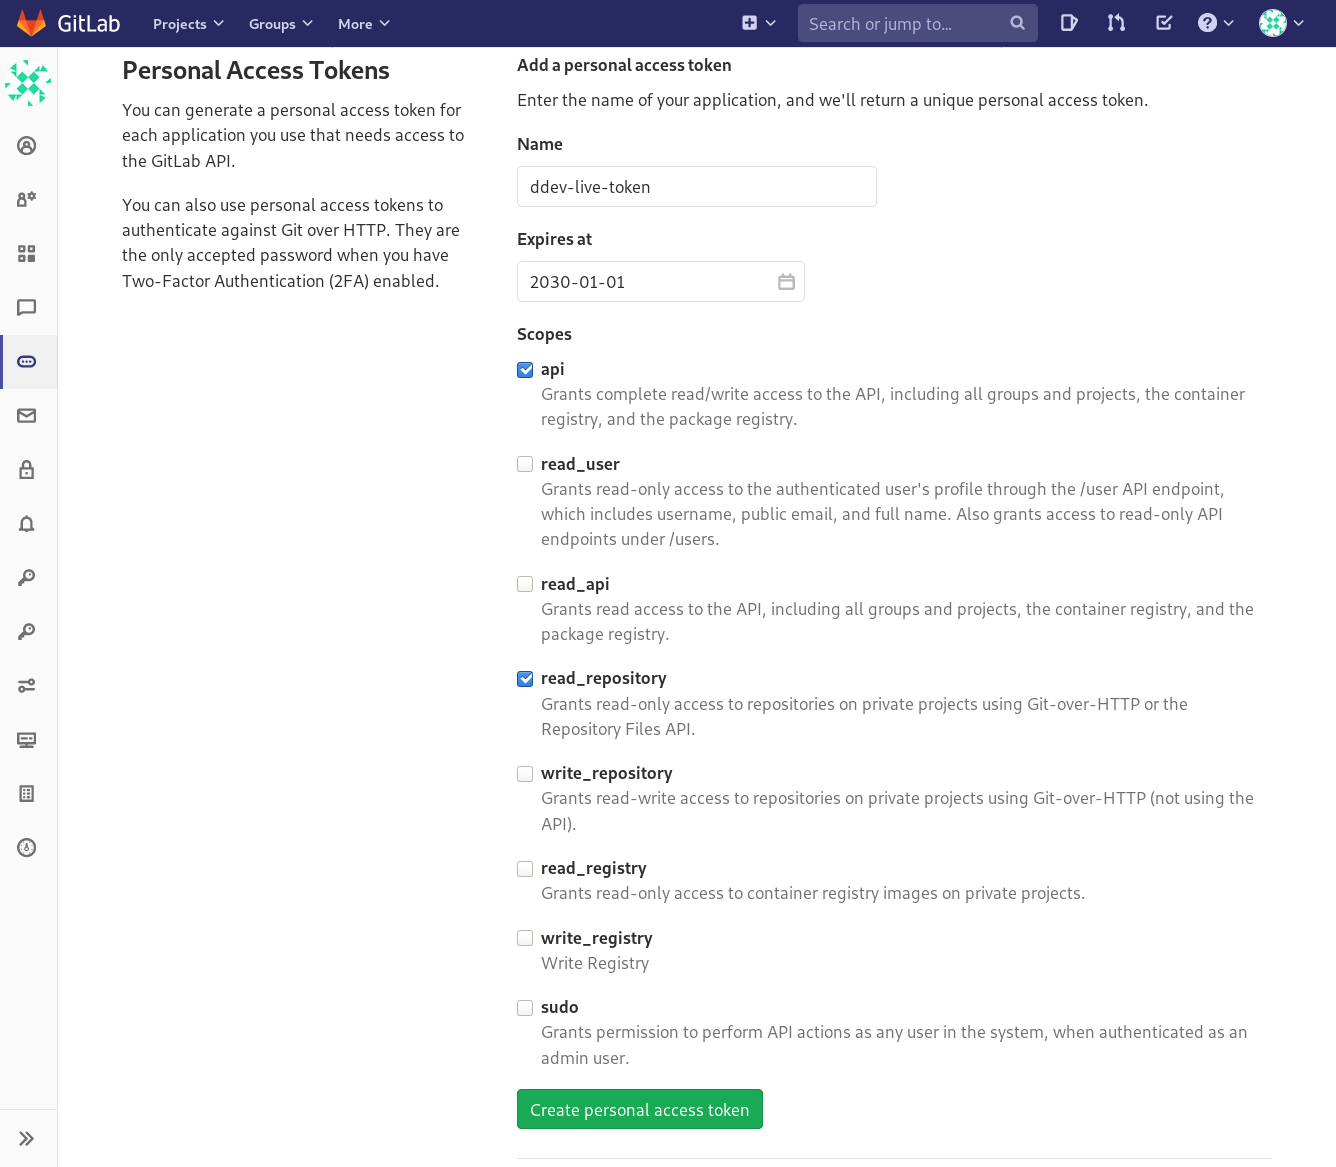 GitLab Projects Groups More Search or jump to...
Personal Access Tokens
You can generate a personal access token for
each application you use that needs access to
the GitLab API.
You can also use personal access tokens to
authenticate against Git over HTTP. They are
the only accepted password when you have
Two-Factor Authentication (2FA) enabled.
Add a personal access token
Enter the name of your application, and we'll return a unique personal access token.
Name
ddev-live-token
Expires at
2030-01-01
Scopes
api
Grants complete read/write access to the API, including all groups and projects, the container
registry, and the package registry.
read_user
Grants read-only access to the authenticated user's profile through the /user API endpoint,
which includes username, public email, and full name. Also grants access to read-only API
endpoints under /users.
read_api
Grants read access to the API, including all groups and projects, the container registry, and the
package registry.
read_repository
Grants read-only access to repositories on private projects using Git-over-HTTP or the
Repository Files API.
write_repository
Grants read-write access to repositories on private projects using Git-over-HTTP (not using the
API).
read_registry
Grants read-only access to container registry images on private projects.
write_registry
Write Registry
sudo
Grants permission to perform API actions as any user in the system, when authenticated as an
admin user.
Create personal access token